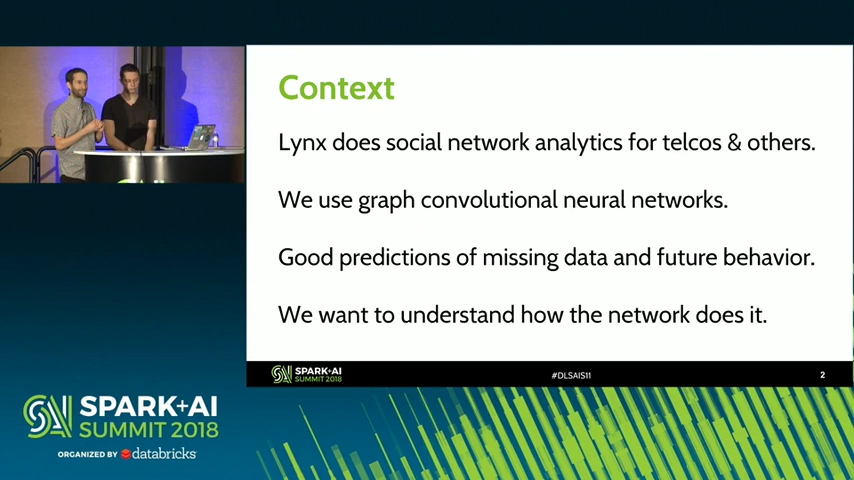 Context
Lynx does social network analytics for telcos & others.
We use graph convolutional neural networks.
Good predictions of missing data and future behavior.
We want to understand how the network does it.
SPARK+AI
SUMMIT 2018
#DLSAIS11
2
SPARK+AI
SUMMIT 2018
ORGANIZED BY databricks